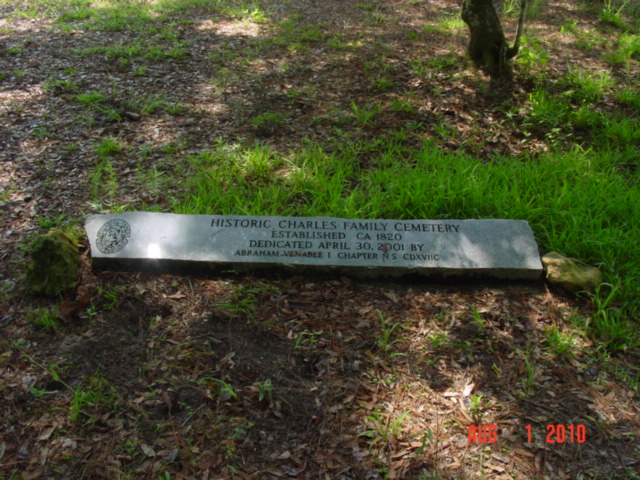 HISTORIC CHARLES FAMILY CEMETERY
ESTABLISHED CA 1820
DEDICATED APRIL 30, 2001 BY
ABRAHAM VENABLE I CHAPTER N S CDXVIIC
AUG 1 2010